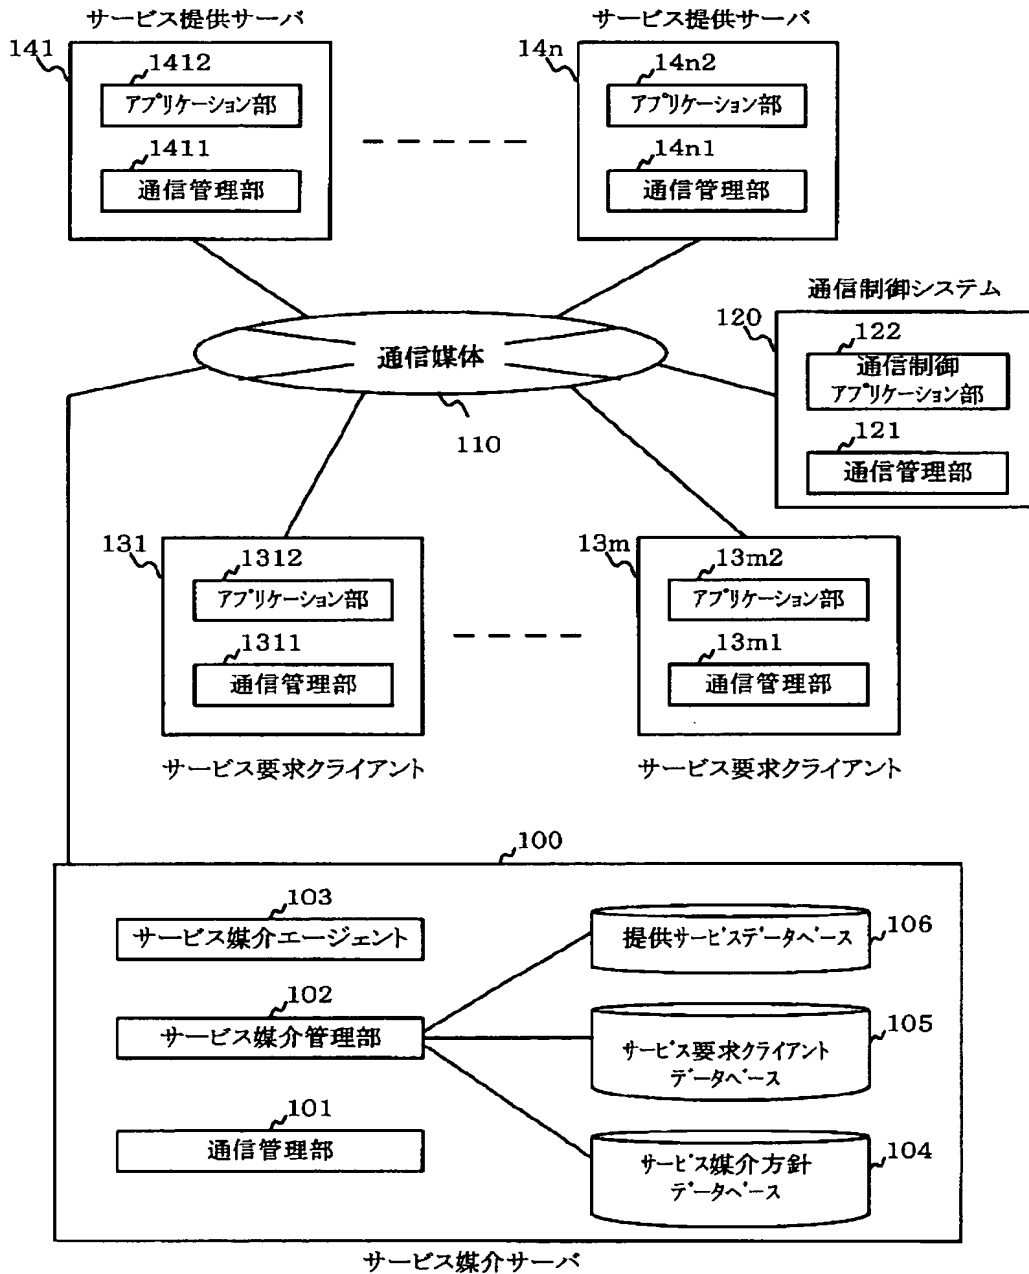 サービス提供サーバ
サービス提供サーバ
141
1412
アプリケーション部
1411
通信管理部
14n
14n2
アプリケーション部
14n1
通信管理部
通信制御システム
120
122
通信制御
アプリケーション部
121
通信管理部
通信媒体
110
131
1312
アプリケーション部
1311
通信管理部
サービス要求クライアント
13m
13m2
アプリケーション部
13m1
通信管理部
サービス要求クライアント
100
103
サービス媒介エージェント
102
サービス媒介管理部
101
通信管理部
提供サービスデータベース
106
サービス要求クライアント
データベース
105
サービス媒介方針
データベース
104
サービス媒介サーバ